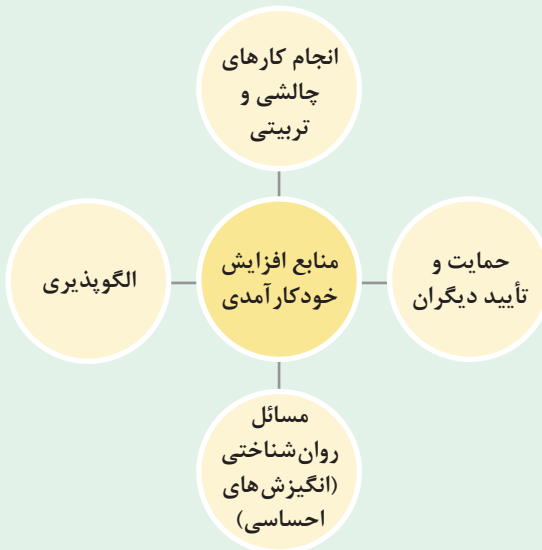 انجام کارهای
چالشی و
تربیتی
حمایت و
تأیید دیگران
منابع افزایش
خودکارآمدی
الگوپذیری
مسائل
روان‌شناختی
(انگیزش‌های
احساسی)